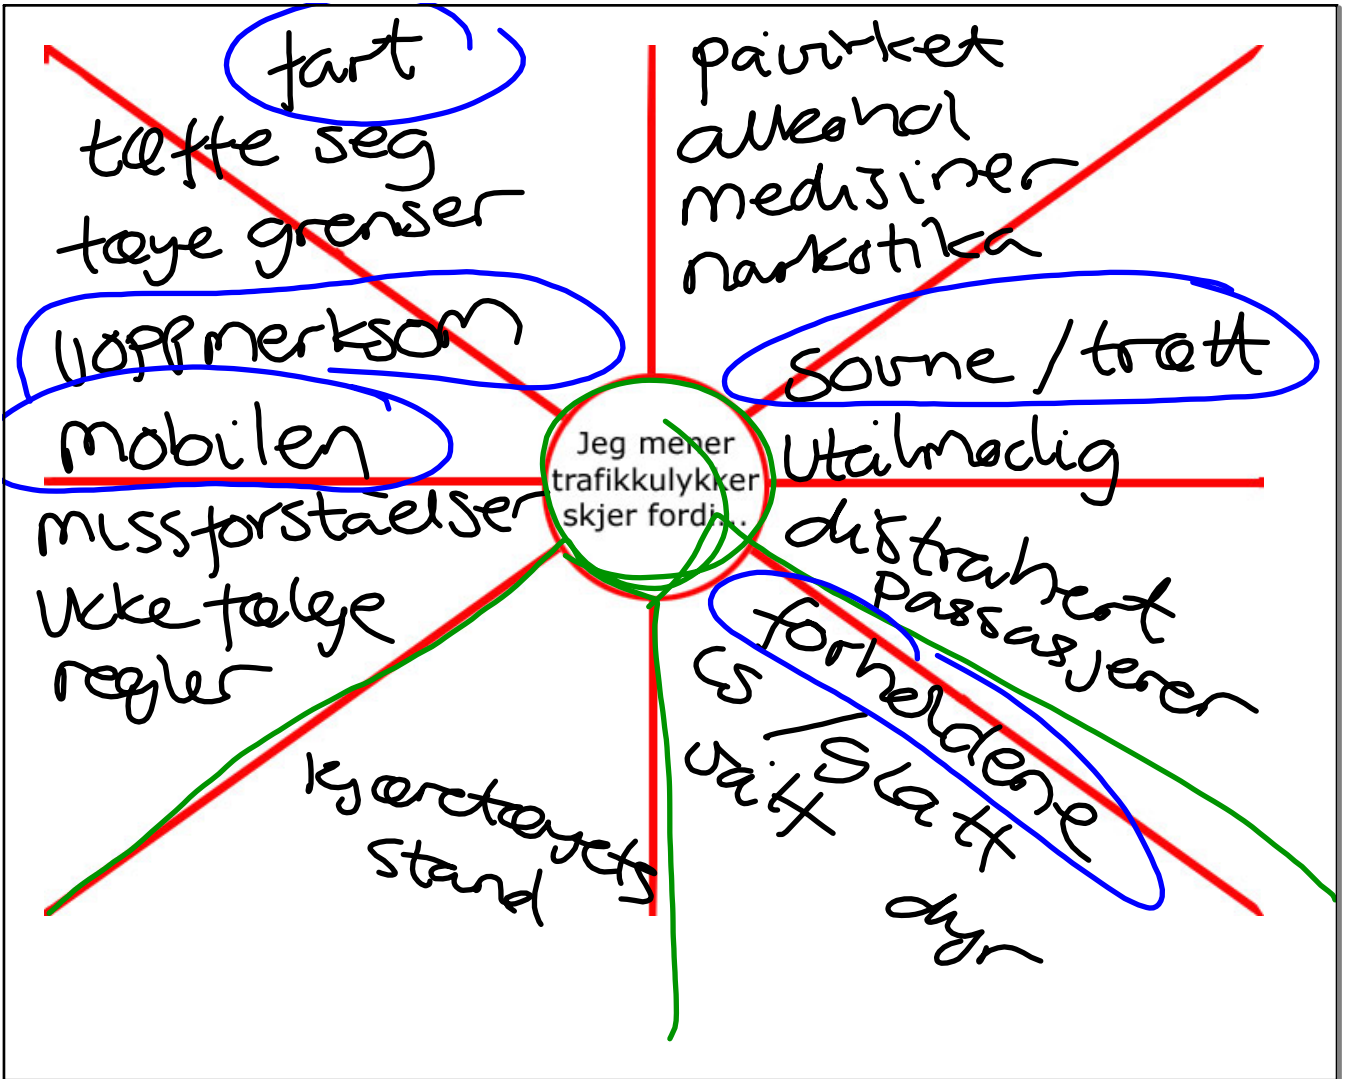 fart
tøffe seg
tøye grenser
uoppmerksom
mobilen
missforståelser
ikke følge
regler
kjøretøyets
stand
påvirket
alkohol
medisiner
narkotika
sovne / trøtt
utålmodig
distrahert
passasjerer
Jeg mener
trafikkulykker
skjer fordi...
forholdene
is
vått / glatt
dyr